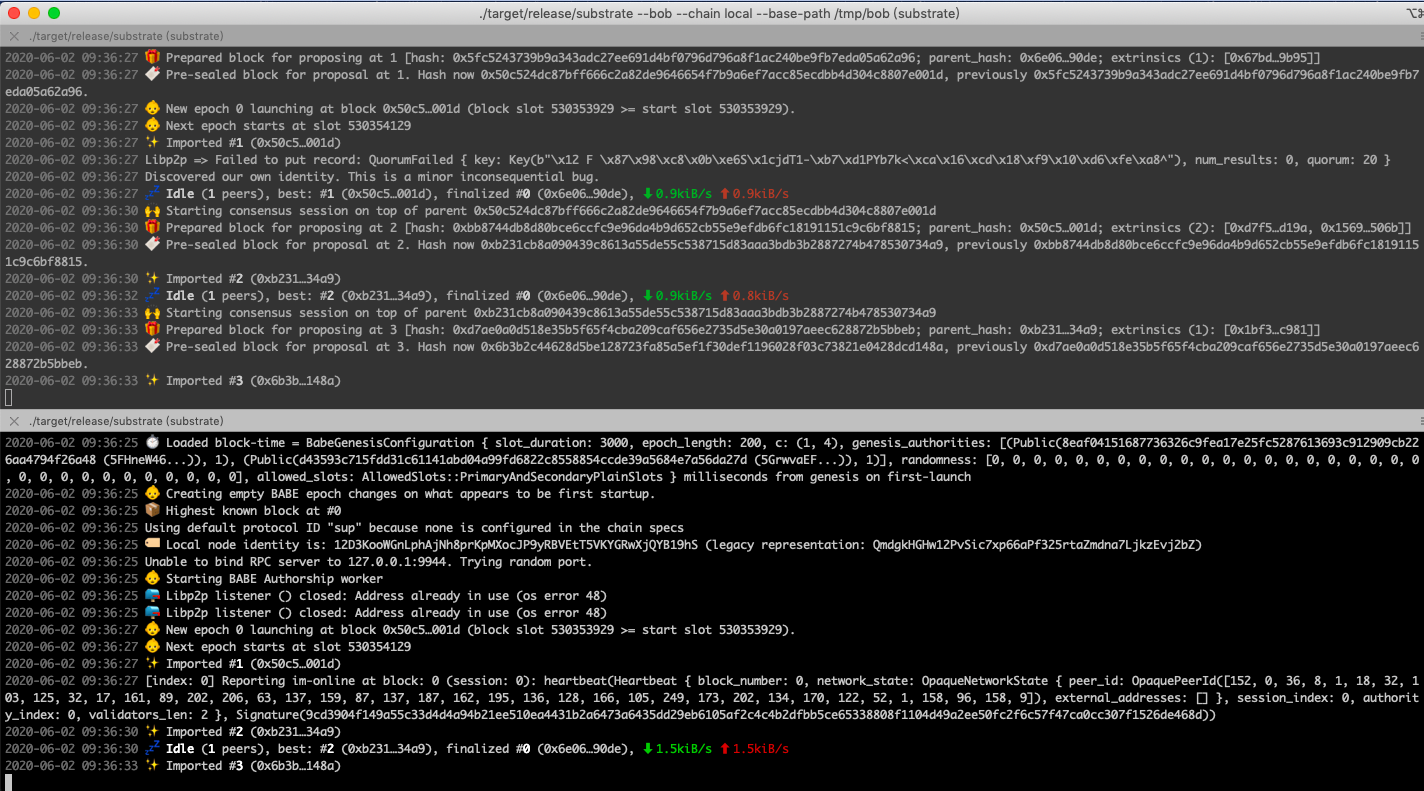 ./target/release/substrate --bob --chain local --base-path /tmp/bob (substrate)
./target/release/substrate (substrate)
2020-06-02 09:36:27 🎁 Prepared block for proposing at 1 [hash: 0x5fc5243739b9a343adc27ee691d4bf0796d796a8f1ac240be9fb7eda05a62a96; parent_hash: 0x6e06…90de; extrinsics (1): [0x67bd…9b95]]
2020-06-02 09:36:27 🔖 Pre-sealed block for proposal at 1. Hash now 0x50c524dc87bff666c2a82de9646654f7b9a6ef7acc85ecdbb4d304c8807e001d, previously 0x5fc5243739b9a343adc27ee691d4bf0796d796a8f1ac240be9fb7
eda05a62a96.
2020-06-02 09:36:27 👶 New epoch 0 launching at block 0x50c5…001d (block slot 530353929 >= start slot 530353929).
2020-06-02 09:36:27 👶 Next epoch starts at slot 530354129
2020-06-02 09:36:27 ✨ Imported #1 (0x50c5…001d)
2020-06-02 09:36:27 Libp2p => Failed to put record: QuorumFailed { key: Key(b"\x12 F \x87\x98\xc8\x0b\xe6S\x1cjdT1-\xb7\xd1PYb7k<\xca\x16\xcd\x18\xf9\x10\xd6\xfe\xa8^"), num_results: 0, quorum: 20 }
2020-06-02 09:36:27 Discovered our own identity. This is a minor inconsequential bug.
2020-06-02 09:36:27 💤 Idle (1 peers), best: #1 (0x50c5…001d), finalized #0 (0x6e06…90de), ⬇ 0.9kiB/s ⬆ 0.9kiB/s
2020-06-02 09:36:30 🙌 Starting consensus session on top of parent 0x50c524dc87bff666c2a82de9646654f7b9a6ef7acc85ecdbb4d304c8807e001d
2020-06-02 09:36:30 🎁 Prepared block for proposing at 2 [hash: 0xbb8744db8d80bce6ccfc9e96da4b9d652cb55e9efdb6fc18191151c9c6bf8815; parent_hash: 0x50c5…001d; extrinsics (2): [0xd7f5…d19a, 0x1569…506b]]
2020-06-02 09:36:30 🔖 Pre-sealed block for proposal at 2. Hash now 0xb231cb8a090439c8613a55de55c538715d83aaa3bdb3b2887274b478530734a9, previously 0xbb8744db8d80bce6ccfc9e96da4b9d652cb55e9efdb6fc1819115
1c9c6bf8815.
2020-06-02 09:36:30 ✨ Imported #2 (0xb231…34a9)
2020-06-02 09:36:32 💤 Idle (1 peers), best: #2 (0xb231…34a9), finalized #0 (0x6e06…90de), ⬇ 0.9kiB/s ⬆ 0.8kiB/s
2020-06-02 09:36:33 🙌 Starting consensus session on top of parent 0xb231cb8a090439c8613a55de55c538715d83aaa3bdb3b2887274b478530734a9
2020-06-02 09:36:33 🎁 Prepared block for proposing at 3 [hash: 0xd7ae0a0d518e35b5f65f4cba209caf656e2735d5e30a0197aeec628872b5bbeb; parent_hash: 0xb231…34a9; extrinsics (1): [0x1bf3…c981]]
2020-06-02 09:36:33 🔖 Pre-sealed block for proposal at 3. Hash now 0x6b3b2c44628d5be128723fa85a5ef1f30def1196028f03c73821e0428dcd148a, previously 0xd7ae0a0d518e35b5f65f4cba209caf656e2735d5e30a0197aeec6
28872b5bbeb.
2020-06-02 09:36:33 ✨ Imported #3 (0x6b3b…148a)
./target/release/substrate (substrate)
2020-06-02 09:36:25 ⏱ Loaded block-time = BabeGenesisConfiguration { slot_duration: 3000, epoch_length: 200, c: (1, 4), genesis_authorities: [(Public(8eaf04151687736326c9fea17e25fc5287613693c912909cb22
6aa4794f26a48 (5FHneW46...)), 1), (Public(d43593c715fdd31c61141abd04a99fd6822c8558854ccde39a5684e7a56da27d (5GrwvaEF...)), 1)], randomness: [0, 0, 0, 0, 0, 0, 0, 0, 0, 0, 0, 0, 0, 0, 0, 0, 0, 0, 0, 0, 0
, 0, 0, 0, 0, 0, 0, 0, 0, 0, 0, 0], allowed_slots: AllowedSlots::PrimaryAndSecondaryPlainSlots } milliseconds from genesis on first-launch
2020-06-02 09:36:25 👶 Creating empty BABE epoch changes on what appears to be first startup.
2020-06-02 09:36:25 📦 Highest known block at #0
2020-06-02 09:36:25 Using default protocol ID "sup" because none is configured in the chain specs
2020-06-02 09:36:25 🏷 Local node identity is: 12D3KooWGnLphAjNh8prKpMXocJP9yRBVEtT5VKYGRwXjQYB19hS (legacy representation: QmdgkHGHw12PvSic7xp66aPf325rtaZmdna7LjkzEvj2bZ)
2020-06-02 09:36:25 Unable to bind RPC server to 127.0.0.1:9944. Trying random port.
2020-06-02 09:36:25 👶 Starting BABE Authorship worker
2020-06-02 09:36:25 📪 Libp2p listener () closed: Address already in use (os error 48)
2020-06-02 09:36:25 📪 Libp2p listener () closed: Address already in use (os error 48)
2020-06-02 09:36:27 👶 New epoch 0 launching at block 0x50c5…001d (block slot 530353929 >= start slot 530353929).
2020-06-02 09:36:27 👶 Next epoch starts at slot 530354129
2020-06-02 09:36:27 ✨ Imported #1 (0x50c5…001d)
2020-06-02 09:36:27 [index: 0] Reporting im-online at block: 0 (session: 0): heartbeat(Heartbeat { block_number: 0, network_state: OpaqueNetworkState { peer_id: OpaquePeerId([152, 0, 36, 8, 1, 18, 32, 1
03, 125, 32, 17, 161, 89, 202, 206, 63, 137, 159, 87, 137, 187, 162, 195, 136, 128, 166, 105, 249, 173, 202, 134, 170, 122, 52, 1, 158, 96, 158, 9]), external_addresses: [] }, session_index: 0, authorit
y_index: 0, validators_len: 2 }, Signature(9cd3904f149a55c33d4d4a94b21ee510ea4431b2a6473a6435dd29eb6105af2c4c4b2dfbb5ce65338808f1104d49a2ee50fc2f6c57f47ca0cc307f1526de468d))
2020-06-02 09:36:30 ✨ Imported #2 (0xb231…34a9)
2020-06-02 09:36:30 💤 Idle (1 peers), best: #2 (0xb231…34a9), finalized #0 (0x6e06…90de), ⬇ 1.5kiB/s ⬆ 1.5kiB/s
2020-06-02 09:36:33 ✨ Imported #3 (0x6b3b…148a)